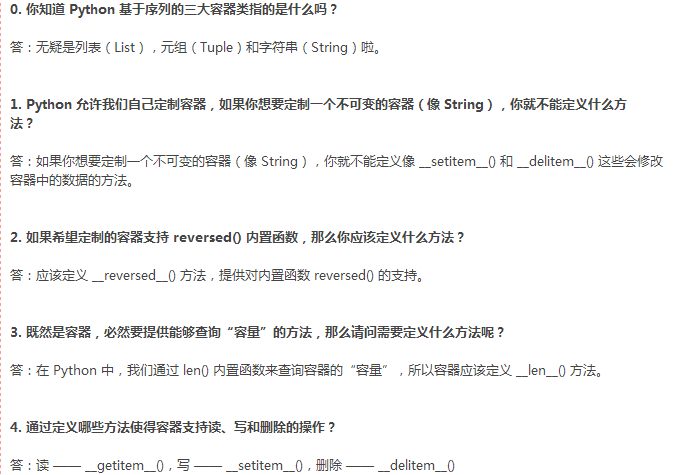 0. 你知道 Python 基于序列的三大容器类指的是什么吗？
答：无疑是列表（List），元组（Tuple）和字符串（String）啦。
1. Python 允许我们自己定制容器，如果你想要定制一个不可变的容器（像 String），你就不能定义什么方
法？
答：如果你想要定制一个不可变的容器（像 String），你就不能定义像 __setitem__() 和 __delitem__() 这些会修改
容器中的数据的方法。
2. 如果希望定制的容器支持 reversed() 内置函数，那么你应该定义什么方法？
答：应该定义 __reversed__() 方法，提供对内置函数 reversed() 的支持。
3. 既然是容器，必然要提供能够查询“容量”的方法，那么请问需要定义什么方法呢？
答：在 Python 中，我们通过 len() 内置函数来查询容器的“容量”，所以容器应该定义 __len__() 方法。
4. 通过定义哪些方法使得容器支持读、写和删除的操作？
答：读 —— __getitem__()，写 —— __setitem__()，删除 —— __delitem__()